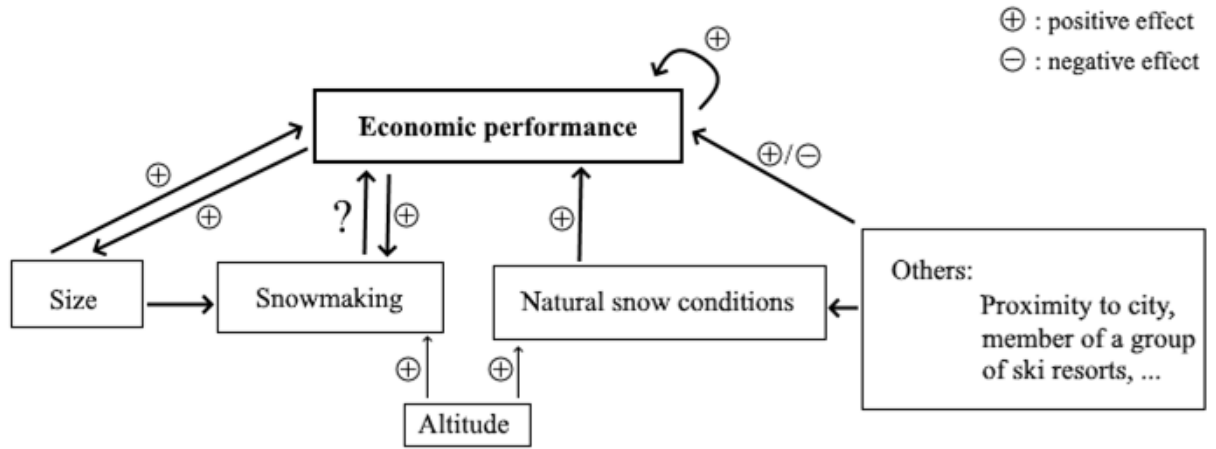 ⊕ : positive effect
⊖ : negative effect
⊕
Economic performance
⊕/⊖
⊕
⊕
?
⊕
⊕
Size
Snowmaking
Natural snow conditions
Others:
Proximity to city,
member of a group
of ski resorts, ...
⊕
⊕
Altitude